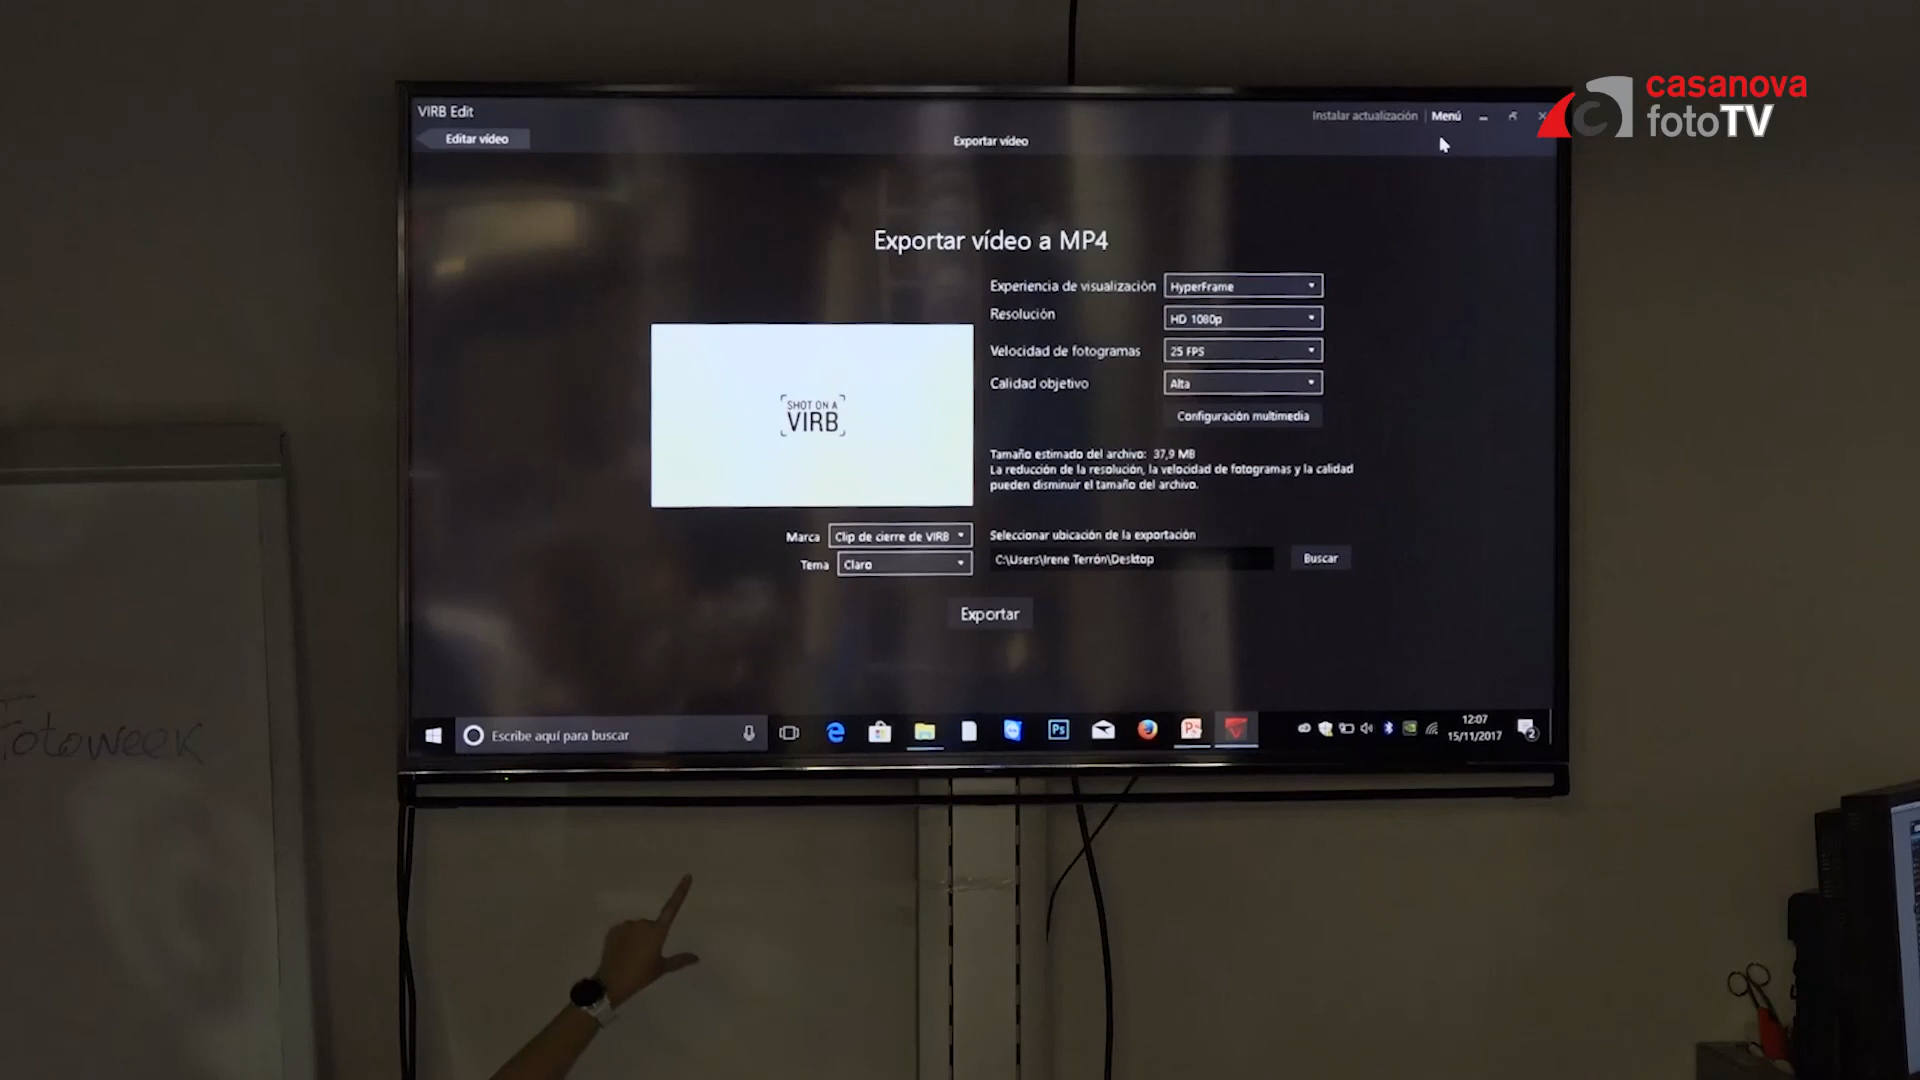 casanova
fotoTV
VIRB Edit
Instalar actualización
Menú
Editar vídeo
Exportar vídeo
Exportar vídeo a MP4
Experiencia de visualización
HyperFrame
Resolución
HD 1080p
Velocidad de fotogramas
25 FPS
Calidad objetivo
Alta
Configuración multimedia
SHOT ON A
VIRB
Tamaño estimado del archivo: 37,9 MB
La reducción de la resolución, la velocidad de fotogramas y la calidad
pueden disminuir el tamaño del archivo.
Marca
Clip de cierre de VIRB
Tema
Claro
Seleccionar ubicación de la exportación
C:\Users\Irene Terrón\Desktop
Buscar
Exportar
Escribe aquí para buscar
Ps
12:07
15/11/2017
2
Fotoweek